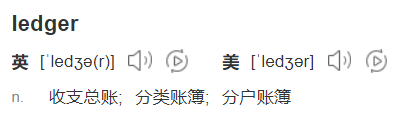 ledger
英 [ˈledʒə(r)] 美 [ˈledʒər]
n. 收支总账; 分类账簿; 分户账簿